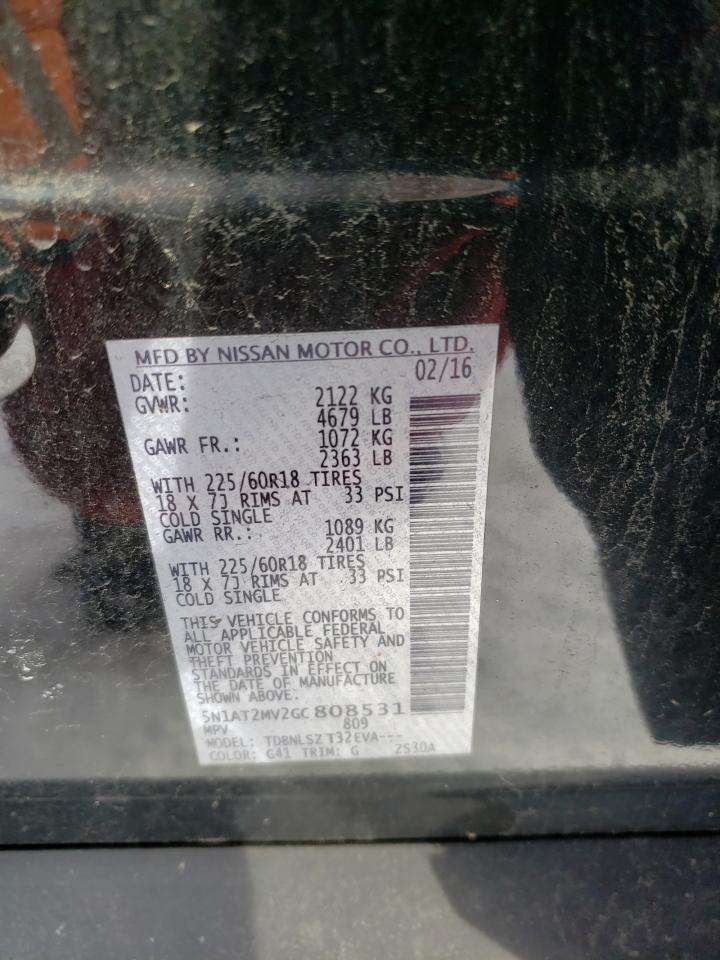 MFD BY NISSAN MOTOR CO., LTD.
DATE: 02/16
GVWR: 2122 KG
4679 LB
GAWR FR.: 1072 KG
2363 LB
WITH 225/60R18 TIRES
18 X 7J RIMS AT 33 PSI
COLD SINGLE
GAWR RR.: 1089 KG
2401 LB
WITH 225/60R18 TIRES
18 X 7J RIMS AT 33 PSI
COLD SINGLE
THIS VEHICLE CONFORMS TO
ALL APPLICABLE FEDERAL
MOTOR VEHICLE SAFETY AND
THEFT PREVENTION
STANDARDS IN EFFECT ON
THE DATE OF MANUFACTURE
SHOWN ABOVE.
5N1AT2MV2GC808531
MPV 809
MODEL: TDBNLSZ T32EVA---
COLOR: G41 TRIM: G 2S30A